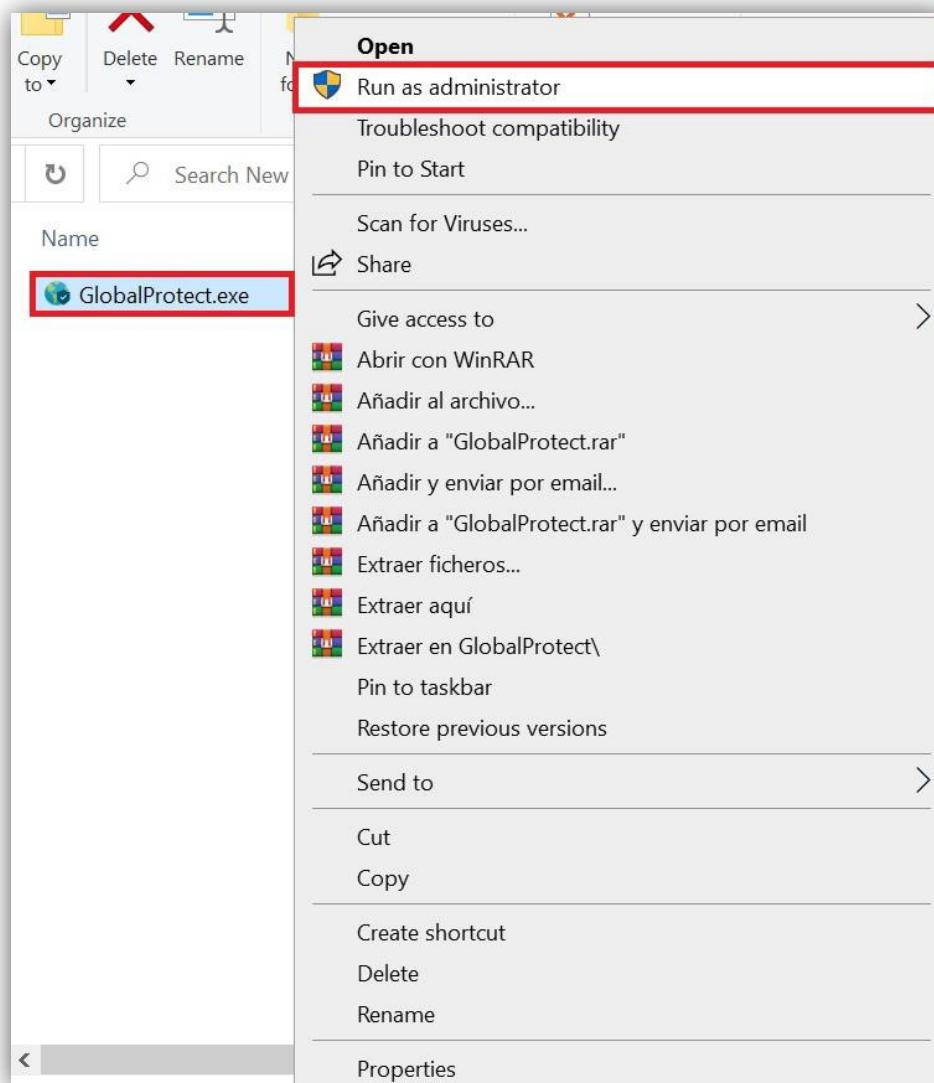 Copy
to
Delete
Rename
Organize
Search New
Name
GlobalProtect.exe
Open
Run as administrator
Troubleshoot compatibility
Pin to Start
Scan for Viruses...
Share
Give access to
Abrir con WinRAR
Añadir al archivo...
Añadir a "GlobalProtect.rar"
Añadir y enviar por email...
Añadir a "GlobalProtect.rar" y enviar por email
Extraer ficheros...
Extraer aquí
Extraer en GlobalProtect\
Pin to taskbar
Restore previous versions
Send to
Cut
Copy
Create shortcut
Delete
Rename
Properties